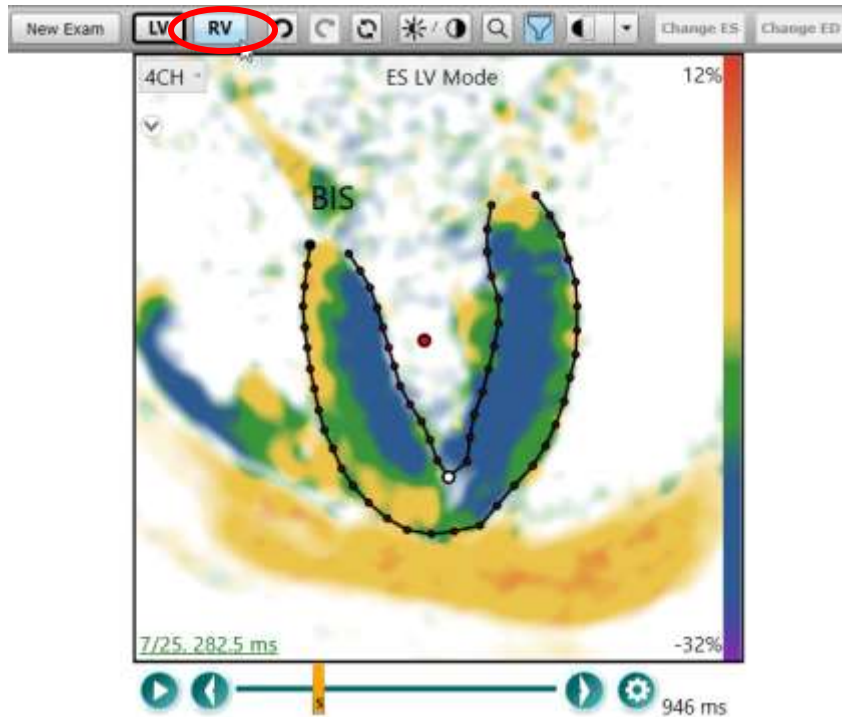 New Exam LV RV Change ES Change ED
4CH ES LV Mode 12%
BIS
7/25, 282.5 ms -32%
S
946 ms